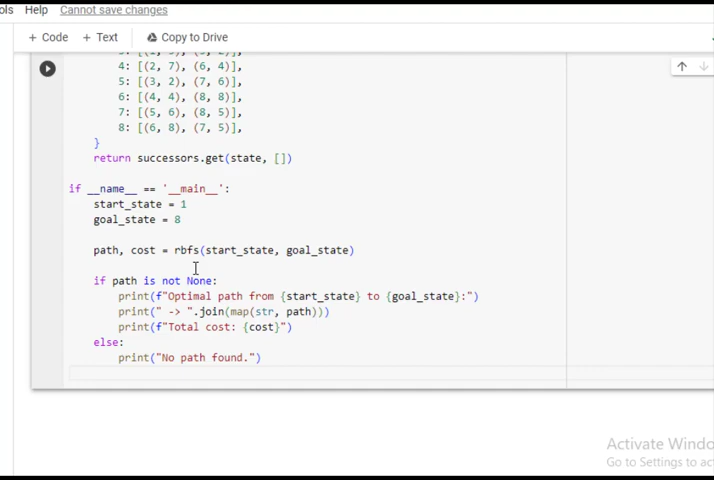 ols Help Cannot save changes
+ Code + Text Copy to Drive
4: [(2, 7), (6, 4)],
5: [(3, 2), (7, 6)],
6: [(4, 4), (8, 8)],
7: [(5, 6), (8, 5)],
8: [(6, 8), (7, 5)],
}
return successors.get(state, [])
if __name__ == '__main__':
start_state = 1
goal_state = 8
path, cost = rbfs(start_state, goal_state)
if path is not None:
print(f"Optimal path from {start_state} to {goal_state}:")
print(" -> ".join(map(str, path)))
print(f"Total cost: {cost}")
else:
print("No path found.")
Activate Windo
Go to Settings to act